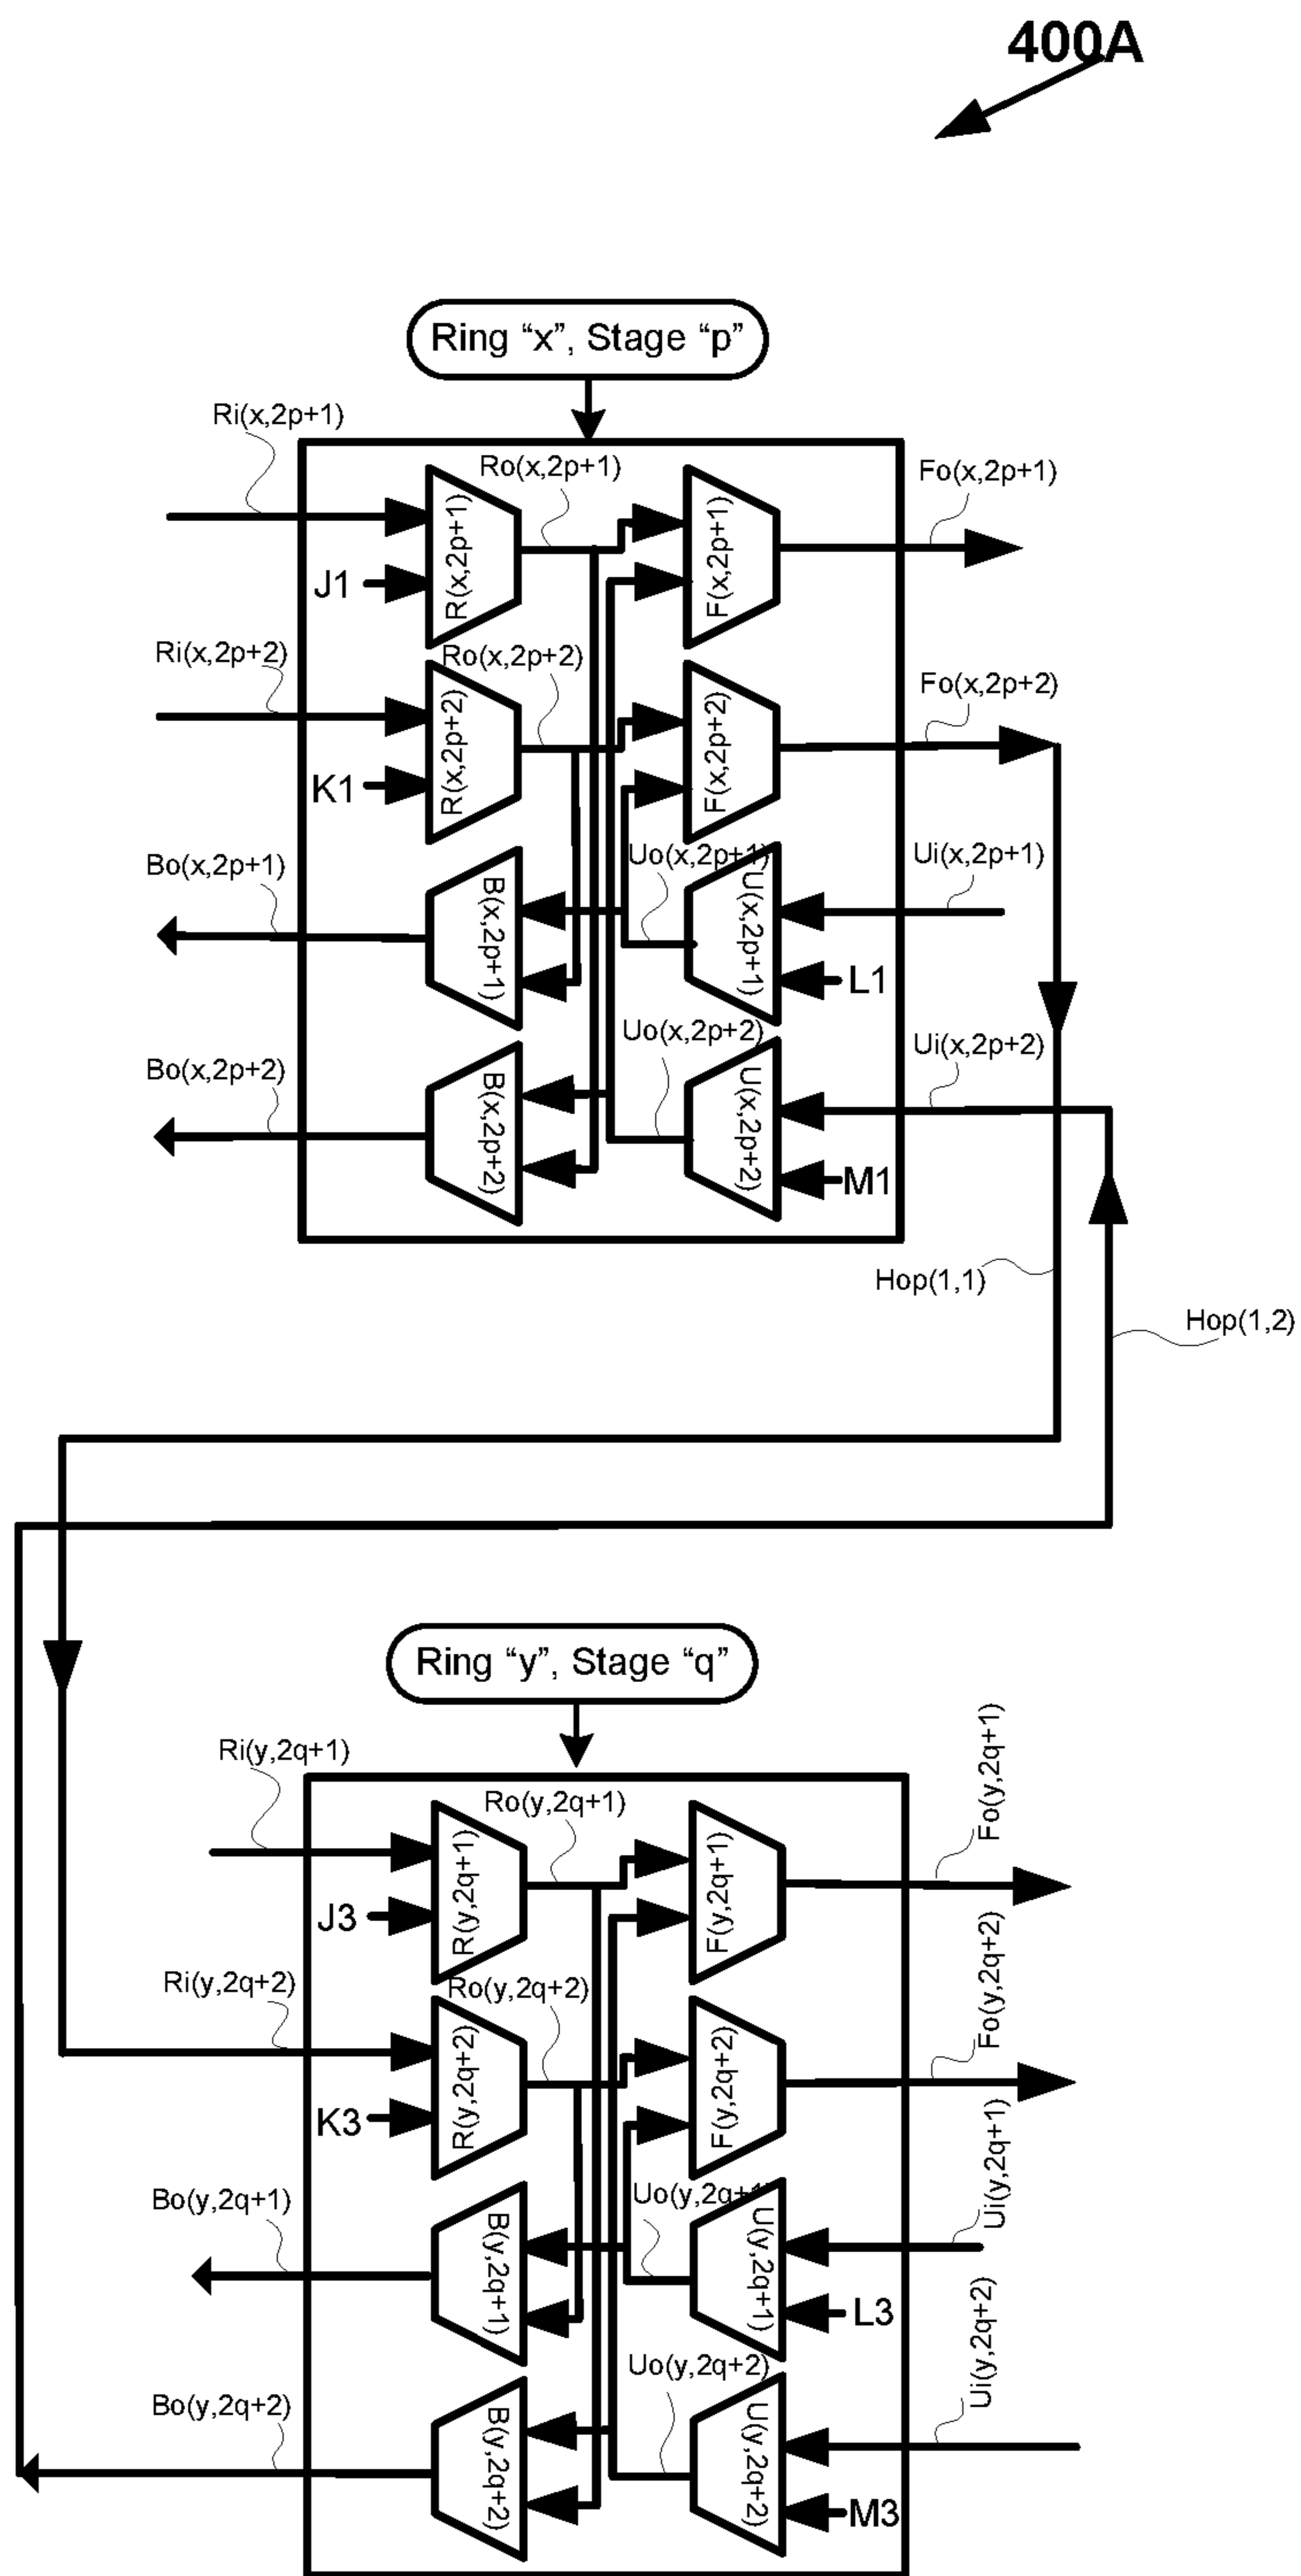 400A
Ring “x”, Stage “p”
Ri(x,2p+1)
Ro(x,2p+1)
Fo(x,2p+1)
R(x,2p+1)
F(x,2p+1)
J1
Ri(x,2p+2)
Ro(x,2p+2)
Fo(x,2p+2)
R(x,2p+2)
F(x,2p+2)
K1
Bo(x,2p+1)
Uo(x,2p+1)
Ui(x,2p+1)
B(x,2p+1)
U(x,2p+1)
L1
Bo(x,2p+2)
Uo(x,2p+2)
Ui(x,2p+2)
B(x,2p+2)
U(x,2p+2)
M1
Hop(1,1)
Hop(1,2)
Ring “y”, Stage “q”
Ri(y,2q+1)
Ro(y,2q+1)
Fo(y,2q+1)
R(y,2q+1)
F(y,2q+1)
J3
Ri(y,2q+2)
Ro(y,2q+2)
Fo(y,2q+2)
R(y,2q+2)
F(y,2q+2)
K3
Bo(y,2q+1)
Uo(y,2q+1)
Ui(y,2q+1)
B(y,2q+1)
U(y,2q+1)
L3
Bo(y,2q+2)
Uo(y,2q+2)
Ui(y,2q+2)
B(y,2q+2)
U(y,2q+2)
M3